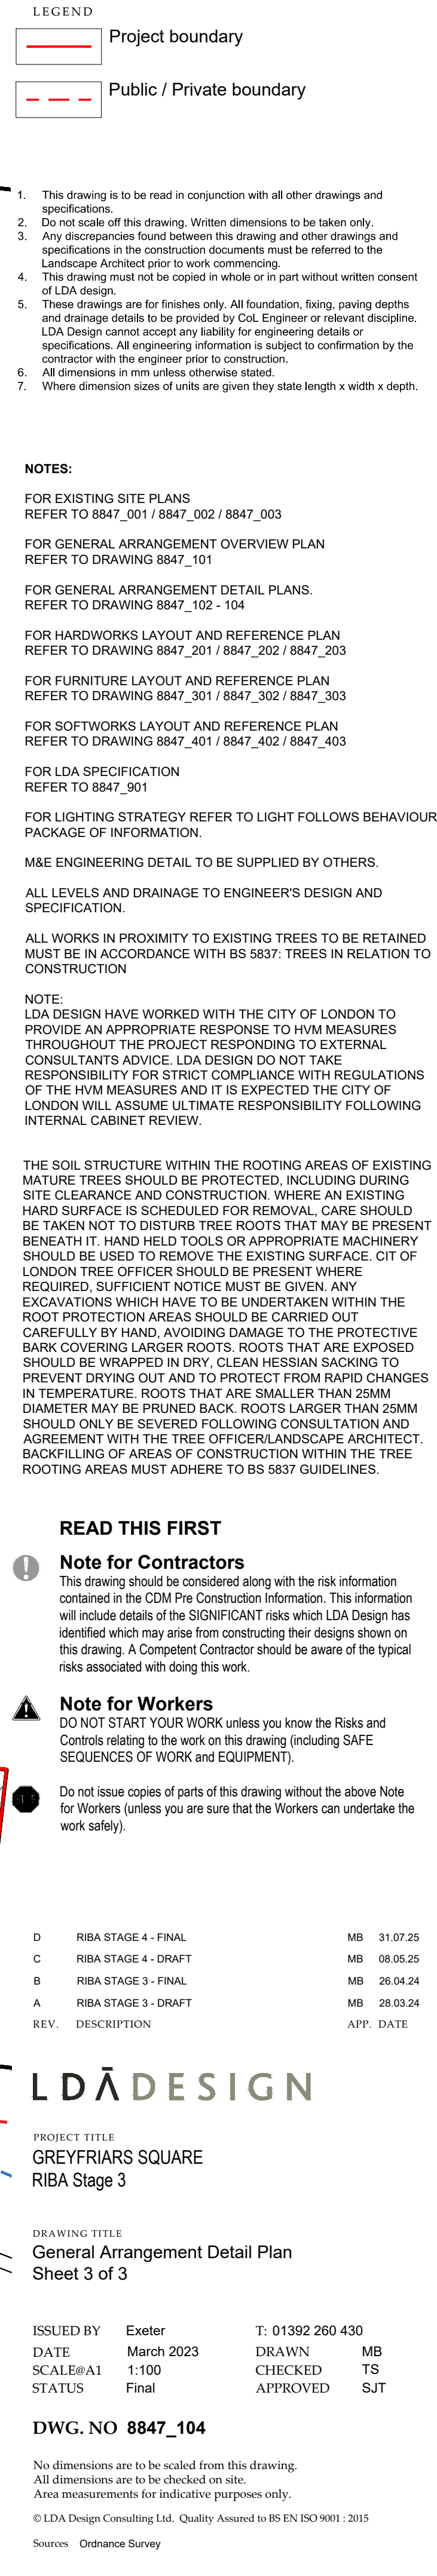 LEGEND
Project boundary
Public / Private boundary
1. This drawing is to be read in conjunction with all other drawings and
specifications.
2. Do not scale off this drawing. Written dimensions to be taken only.
3. Any discrepancies found between this drawing and other drawings and
specifications in the construction documents must be referred to the
Landscape Architect prior to work commencing.
4. This drawing must not be copied in whole or in part without written consent
of LDA design.
5. These drawings are for finishes only. All foundation, fixing, paving depths
and drainage details to be provided by CoL Engineer or relevant discipline.
LDA Design cannot accept any liability for engineering details or
specifications. All engineering information is subject to confirmation by the
contractor with the engineer prior to construction.
6. All dimensions in mm unless otherwise stated.
7. Where dimension sizes of units are given they state length x width x depth.
NOTES:
FOR EXISTING SITE PLANS
REFER TO 8847_001 / 8847_002 / 8847_003
FOR GENERAL ARRANGEMENT OVERVIEW PLAN
REFER TO DRAWING 8847_101
FOR GENERAL ARRANGEMENT DETAIL PLANS.
REFER TO DRAWING 8847_102 - 104
FOR HARDWORKS LAYOUT AND REFERENCE PLAN
REFER TO DRAWING 8847_201 / 8847_202 / 8847_203
FOR FURNITURE LAYOUT AND REFERENCE PLAN
REFER TO DRAWING 8847_301 / 8847_302 / 8847_303
FOR SOFTWORKS LAYOUT AND REFERENCE PLAN
REFER TO DRAWING 8847_401 / 8847_402 / 8847_403
FOR LDA SPECIFICATION
REFER TO 8847_901
FOR LIGHTING STRATEGY REFER TO LIGHT FOLLOWS BEHAVIOUR
PACKAGE OF INFORMATION.
M&E ENGINEERING DETAIL TO BE SUPPLIED BY OTHERS.
ALL LEVELS AND DRAINAGE TO ENGINEER'S DESIGN AND
SPECIFICATION.
ALL WORKS IN PROXIMITY TO EXISTING TREES TO BE RETAINED
MUST BE IN ACCORDANCE WITH BS 5837: TREES IN RELATION TO
CONSTRUCTION
NOTE:
LDA DESIGN HAVE WORKED WITH THE CITY OF LONDON TO
PROVIDE AN APPROPRIATE RESPONSE TO HVM MEASURES
THROUGHOUT THE PROJECT RESPONDING TO EXTERNAL
CONSULTANTS ADVICE. LDA DESIGN DO NOT TAKE
RESPONSIBILITY FOR STRICT COMPLIANCE WITH REGULATIONS
OF THE HVM MEASURES AND IT IS EXPECTED THE CITY OF
LONDON WILL ASSUME ULTIMATE RESPONSIBILITY FOLLOWING
INTERNAL CABINET REVIEW.
THE SOIL STRUCTURE WITHIN THE ROOTING AREAS OF EXISTING
MATURE TREES SHOULD BE PROTECTED, INCLUDING DURING
SITE CLEARANCE AND CONSTRUCTION. WHERE AN EXISTING
HARD SURFACE IS SCHEDULED FOR REMOVAL, CARE SHOULD
BE TAKEN NOT TO DISTURB TREE ROOTS THAT MAY BE PRESENT
BENEATH IT. HAND HELD TOOLS OR APPROPRIATE MACHINERY
SHOULD BE USED TO REMOVE THE EXISTING SURFACE. CIT OF
LONDON TREE OFFICER SHOULD BE PRESENT WHERE
REQUIRED, SUFFICIENT NOTICE MUST BE GIVEN. ANY
EXCAVATIONS WHICH HAVE TO BE UNDERTAKEN WITHIN THE
ROOT PROTECTION AREAS SHOULD BE CARRIED OUT
CAREFULLY BY HAND, AVOIDING DAMAGE TO THE PROTECTIVE
BARK COVERING LARGER ROOTS. ROOTS THAT ARE EXPOSED
SHOULD BE WRAPPED IN DRY, CLEAN HESSIAN SACKING TO
PREVENT DRYING OUT AND TO PROTECT FROM RAPID CHANGES
IN TEMPERATURE. ROOTS THAT ARE SMALLER THAN 25MM
DIAMETER MAY BE PRUNED BACK. ROOTS LARGER THAN 25MM
SHOULD ONLY BE SEVERED FOLLOWING CONSULTATION AND
AGREEMENT WITH THE TREE OFFICER/LANDSCAPE ARCHITECT.
BACKFILLING OF AREAS OF CONSTRUCTION WITHIN THE TREE
ROOTING AREAS MUST ADHERE TO BS 5837 GUIDELINES.
READ THIS FIRST
Note for Contractors
This drawing should be considered along with the risk information
contained in the CDM Pre Construction Information. This information
will include details of the SIGNIFICANT risks which LDA Design has
identified which may arise from constructing their designs shown on
this drawing. A Competent Contractor should be aware of the typical
risks associated with doing this work.
Note for Workers
DO NOT START YOUR WORK unless you know the Risks and
Controls relating to the work on this drawing (including SAFE
SEQUENCES OF WORK and EQUIPMENT).
STOP
Do not issue copies of parts of this drawing without the above Note
for Workers (unless you are sure that the Workers can undertake the
work safely).
D RIBA STAGE 4 - FINAL MB 31.07.25
C RIBA STAGE 4 - DRAFT MB 08.05.25
B RIBA STAGE 3 - FINAL MB 26.04.24
A RIBA STAGE 3 - DRAFT MB 28.03.24
REV. DESCRIPTION APP. DATE
LDĀDESIGN
PROJECT TITLE
GREYFRIARS SQUARE
RIBA Stage 3
DRAWING TITLE
General Arrangement Detail Plan
Sheet 3 of 3
ISSUED BY Exeter T: 01392 260 430
DATE March 2023 DRAWN MB
SCALE@A1 1:100 CHECKED TS
STATUS Final APPROVED SJT
DWG. NO 8847_104
No dimensions are to be scaled from this drawing.
All dimensions are to be checked on site.
Area measurements for indicative purposes only.
© LDA Design Consulting Ltd. Quality Assured to BS EN ISO 9001 : 2015
Sources Ordnance Survey